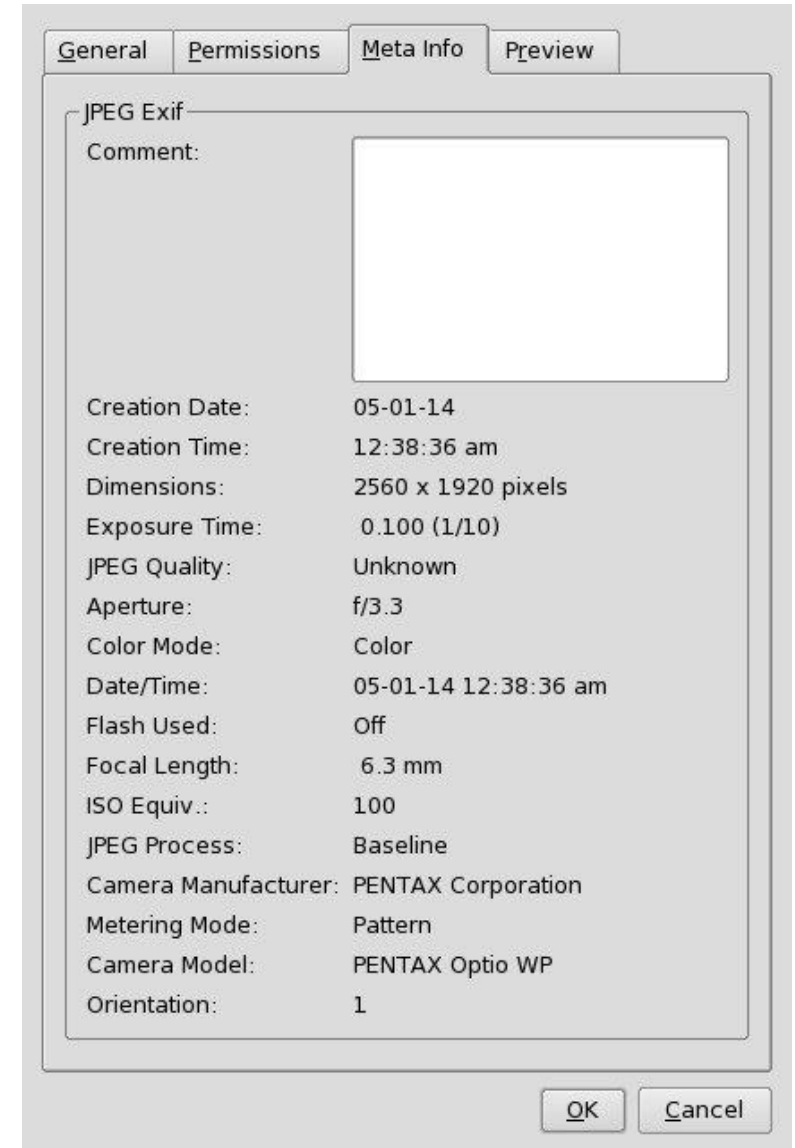 General Permissions Meta Info Preview
JPEG Exif
Comment:
Creation Date: 05-01-14
Creation Time: 12:38:36 am
Dimensions: 2560 x 1920 pixels
Exposure Time: 0.100 (1/10)
JPEG Quality: Unknown
Aperture: f/3.3
Color Mode: Color
Date/Time: 05-01-14 12:38:36 am
Flash Used: Off
Focal Length: 6.3 mm
ISO Equiv.: 100
JPEG Process: Baseline
Camera Manufacturer: PENTAX Corporation
Metering Mode: Pattern
Camera Model: PENTAX Optio WP
Orientation: 1
OK Cancel